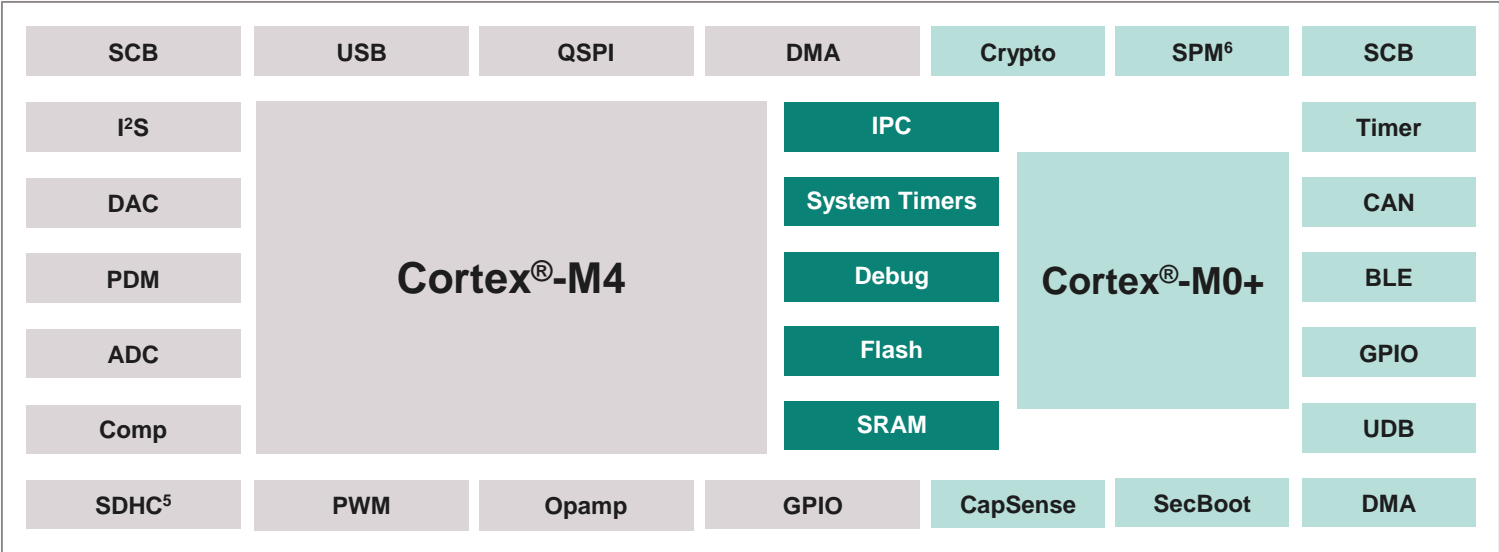 SCB USB QSPI DMA Crypto SPM⁶ SCB
I²S IPC Timer
DAC System Timers CAN
PDM Cortex®-M4 Debug Cortex®-M0+ BLE
ADC Flash GPIO
Comp SRAM UDB
SDHC⁵ PWM Opamp GPIO CapSense SecBoot DMA